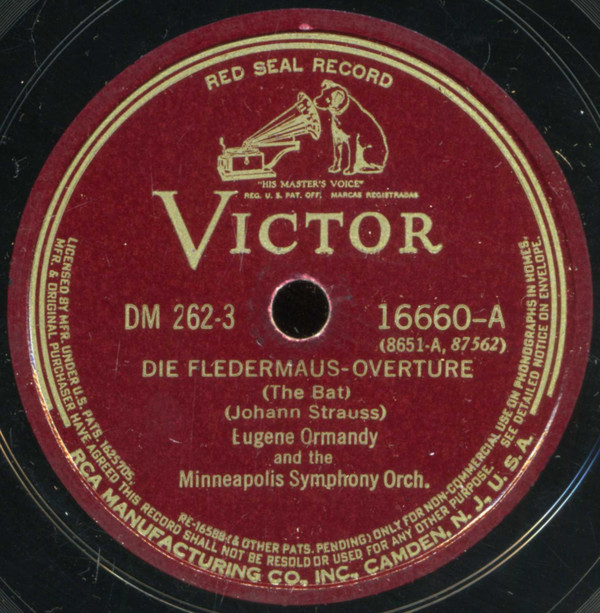 RED SEAL RECORD
"HIS MASTER'S VOICE"
REG. U. S. PAT. OFF. MARCAS REGISTRADAS
VICTOR
DM 262-3
16660-A
(8651-A, 87562)
DIE FLEDERMAUS-OVERTURE
(The Bat)
(Johann Strauss)
Eugene Ormandy
and the
Minneapolis Symphony Orch.
LICENSED BY MFR. UNDER U.S. PATS. 1625705,
RE-16588 (& OTHER PATS. PENDING) ONLY FOR NON-COMMERCIAL USE ON PHONOGRAPHS IN HOMES.
MFR. & ORIGINAL PURCHASER HAVE AGREED THIS RECORD SHALL NOT BE RESOLD OR USED FOR ANY OTHER PURPOSE. SEE DETAILED NOTICE ON ENVELOPE.
RCA MANUFACTURING CO., INC., CAMDEN, N. J., U. S. A.